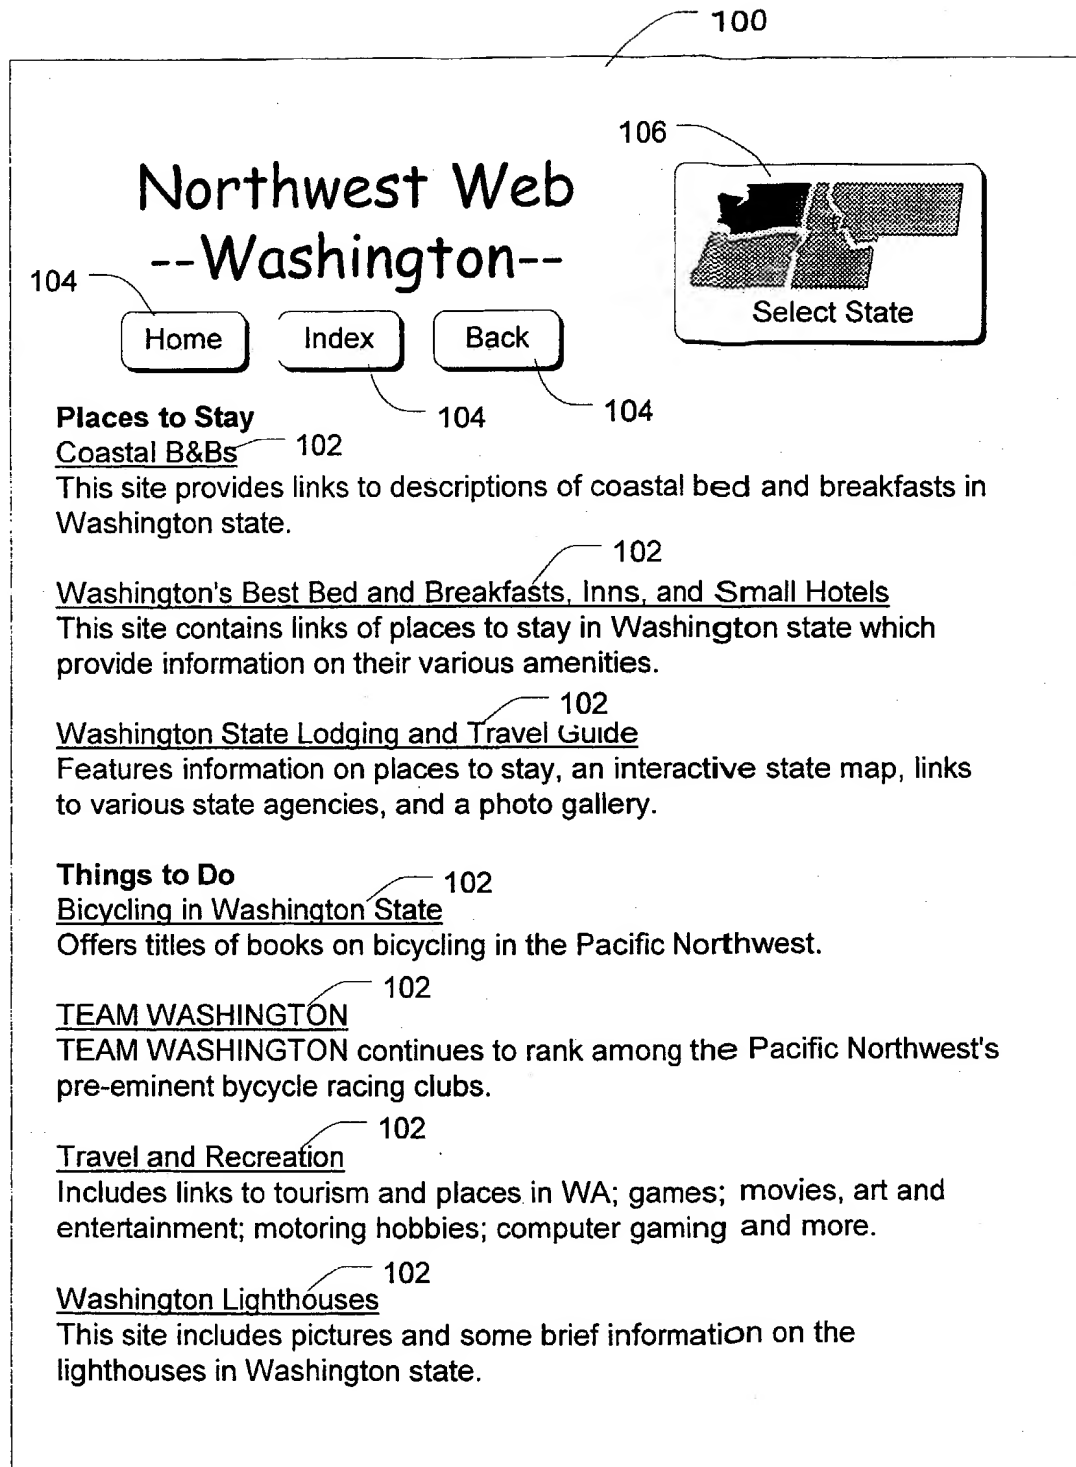 100
106
Northwest Web
--Washington--
104
Select State
Home Index Back
104 104
Places to Stay
Coastal B&Bs 102
This site provides links to descriptions of coastal bed and breakfasts in
Washington state.
102
Washington's Best Bed and Breakfasts, Inns, and Small Hotels
This site contains links of places to stay in Washington state which
provide information on their various amenities.
102
Washington State Lodging and Travel Guide
Features information on places to stay, an interactive state map, links
to various state agencies, and a photo gallery.
Things to Do
102
Bicycling in Washington State
Offers titles of books on bicycling in the Pacific Northwest.
102
TEAM WASHINGTON
TEAM WASHINGTON continues to rank among the Pacific Northwest's
pre-eminent bycycle racing clubs.
102
Travel and Recreation
Includes links to tourism and places in WA; games; movies, art and
entertainment; motoring hobbies; computer gaming and more.
102
Washington Lighthouses
This site includes pictures and some brief information on the
lighthouses in Washington state.